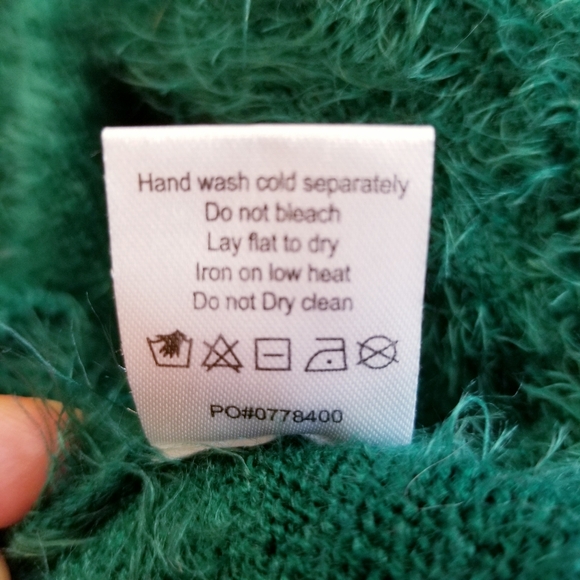 Hand wash cold separately
Do not bleach
Lay flat to dry
Iron on low heat
Do not Dry clean
PO#0778400